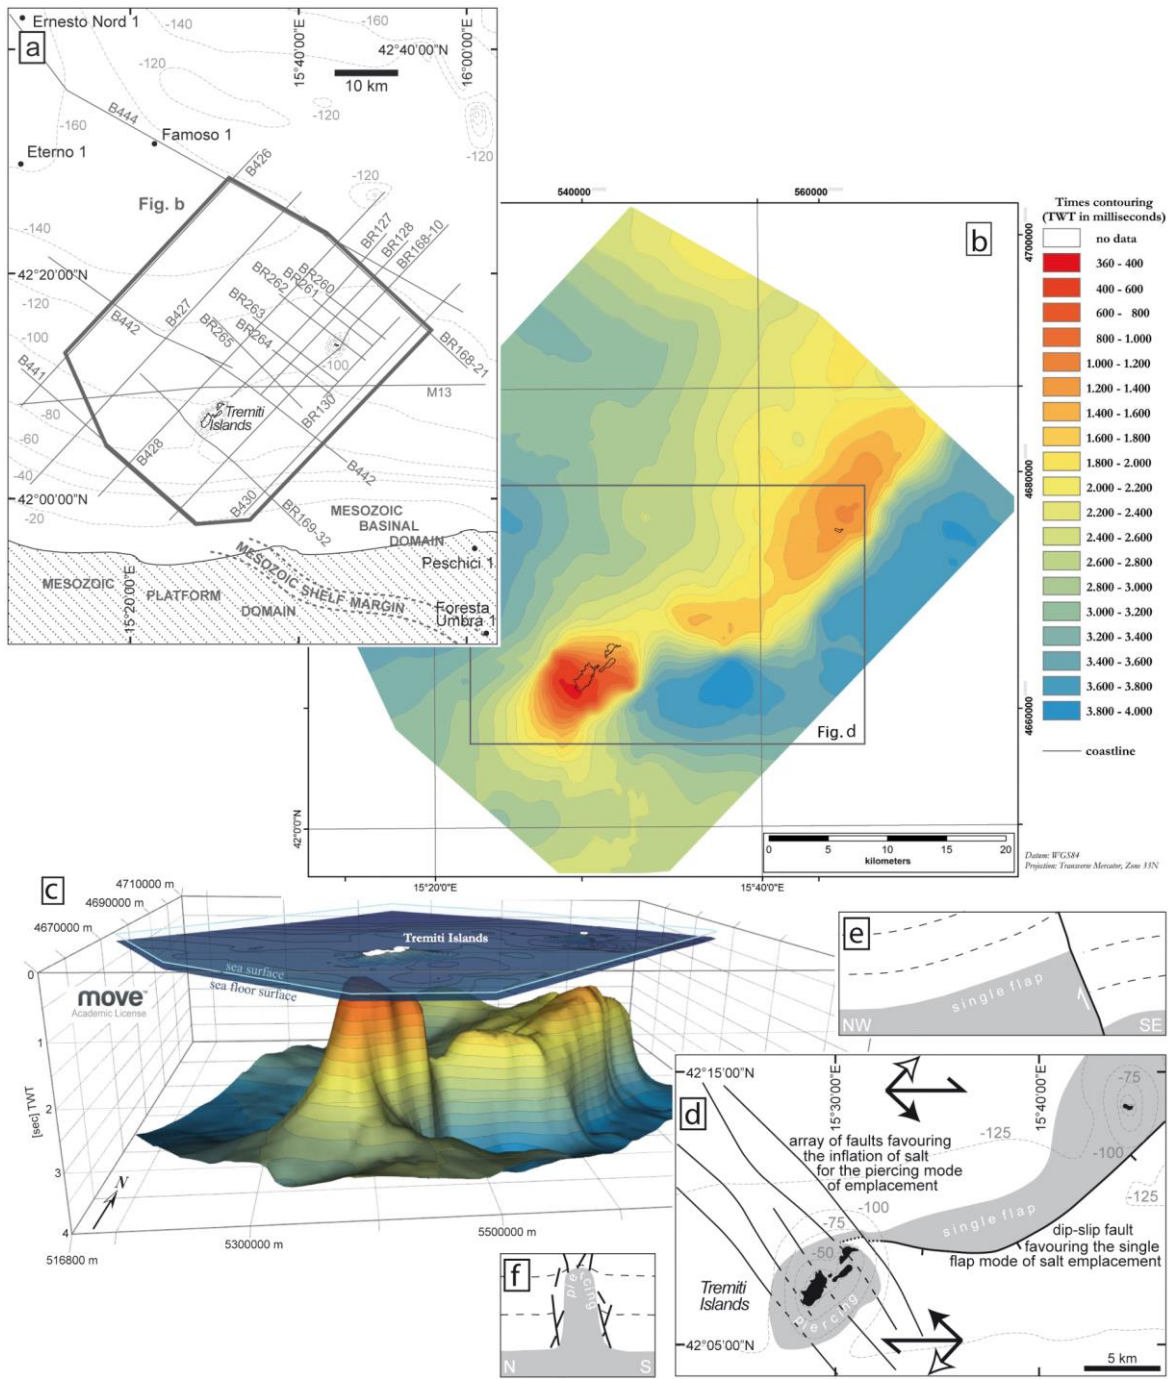 a
Ernesto Nord 1
-140
-160
42°40'00"N
15°40'00"E
16°00'00"E
10 km
-120
-120
-120
-160
B444
Famoso 1
Eterno 1
B426
-120
Fig. b
-140
BR127
BR128
BR168-10
42°20'00"N
BR260
BR261
BR262
-120
BR263
B427
B442
BR264
BR265
-100
-100
B441
BR168-21
M13
-80
Tremiti
Islands
BR130
-60
B428
B442
-40
42°00'00"N
B430
-20
BR169-32
MESOZOIC
BASINAL
DOMAIN
Peschici 1
MESOZOIC SHELF MARGIN
MESOZOIC
PLATFORM
DOMAIN
15°20'00"E
Foresta
Umbra 1
b
540000
560000
4700000
4680000
4660000
42°0'0"N
15°20'0"E
15°40'0"E
Fig. d
0 5 10 15 20
kilometers
Datum: WGS84
Projection: Transverse Mercator, Zone 33N
Times contouring
(TWT in milliseconds)
no data
360 - 400
400 - 600
600 - 800
800 - 1.000
1.000 - 1.200
1.200 - 1.400
1.400 - 1.600
1.600 - 1.800
1.800 - 2.000
2.000 - 2.200
2.200 - 2.400
2.400 - 2.600
2.600 - 2.800
2.800 - 3.000
3.000 - 3.200
3.200 - 3.400
3.400 - 3.600
3.600 - 3.800
3.800 - 4.000
coastline
c
4710000 m
4690000 m
4670000 m
Tremiti Islands
sea surface
sea floor surface
move™
Academic License
0
1
2
3
4
[sec] TWT
N
516800 m
5300000 m
5500000 m
e
single flap
NW
SE
d
42°15'00"N
15°30'00"E
15°40'00"E
-75
-100
-125
-125
array of faults favouring
the inflation of salt
for the piercing mode
of emplacement
-100
-75
-50
single flap
dip-slip fault
favouring the single
flap mode of salt emplacement
Tremiti
Islands
piercing
42°05'00"N
5 km
f
piercing
N
S